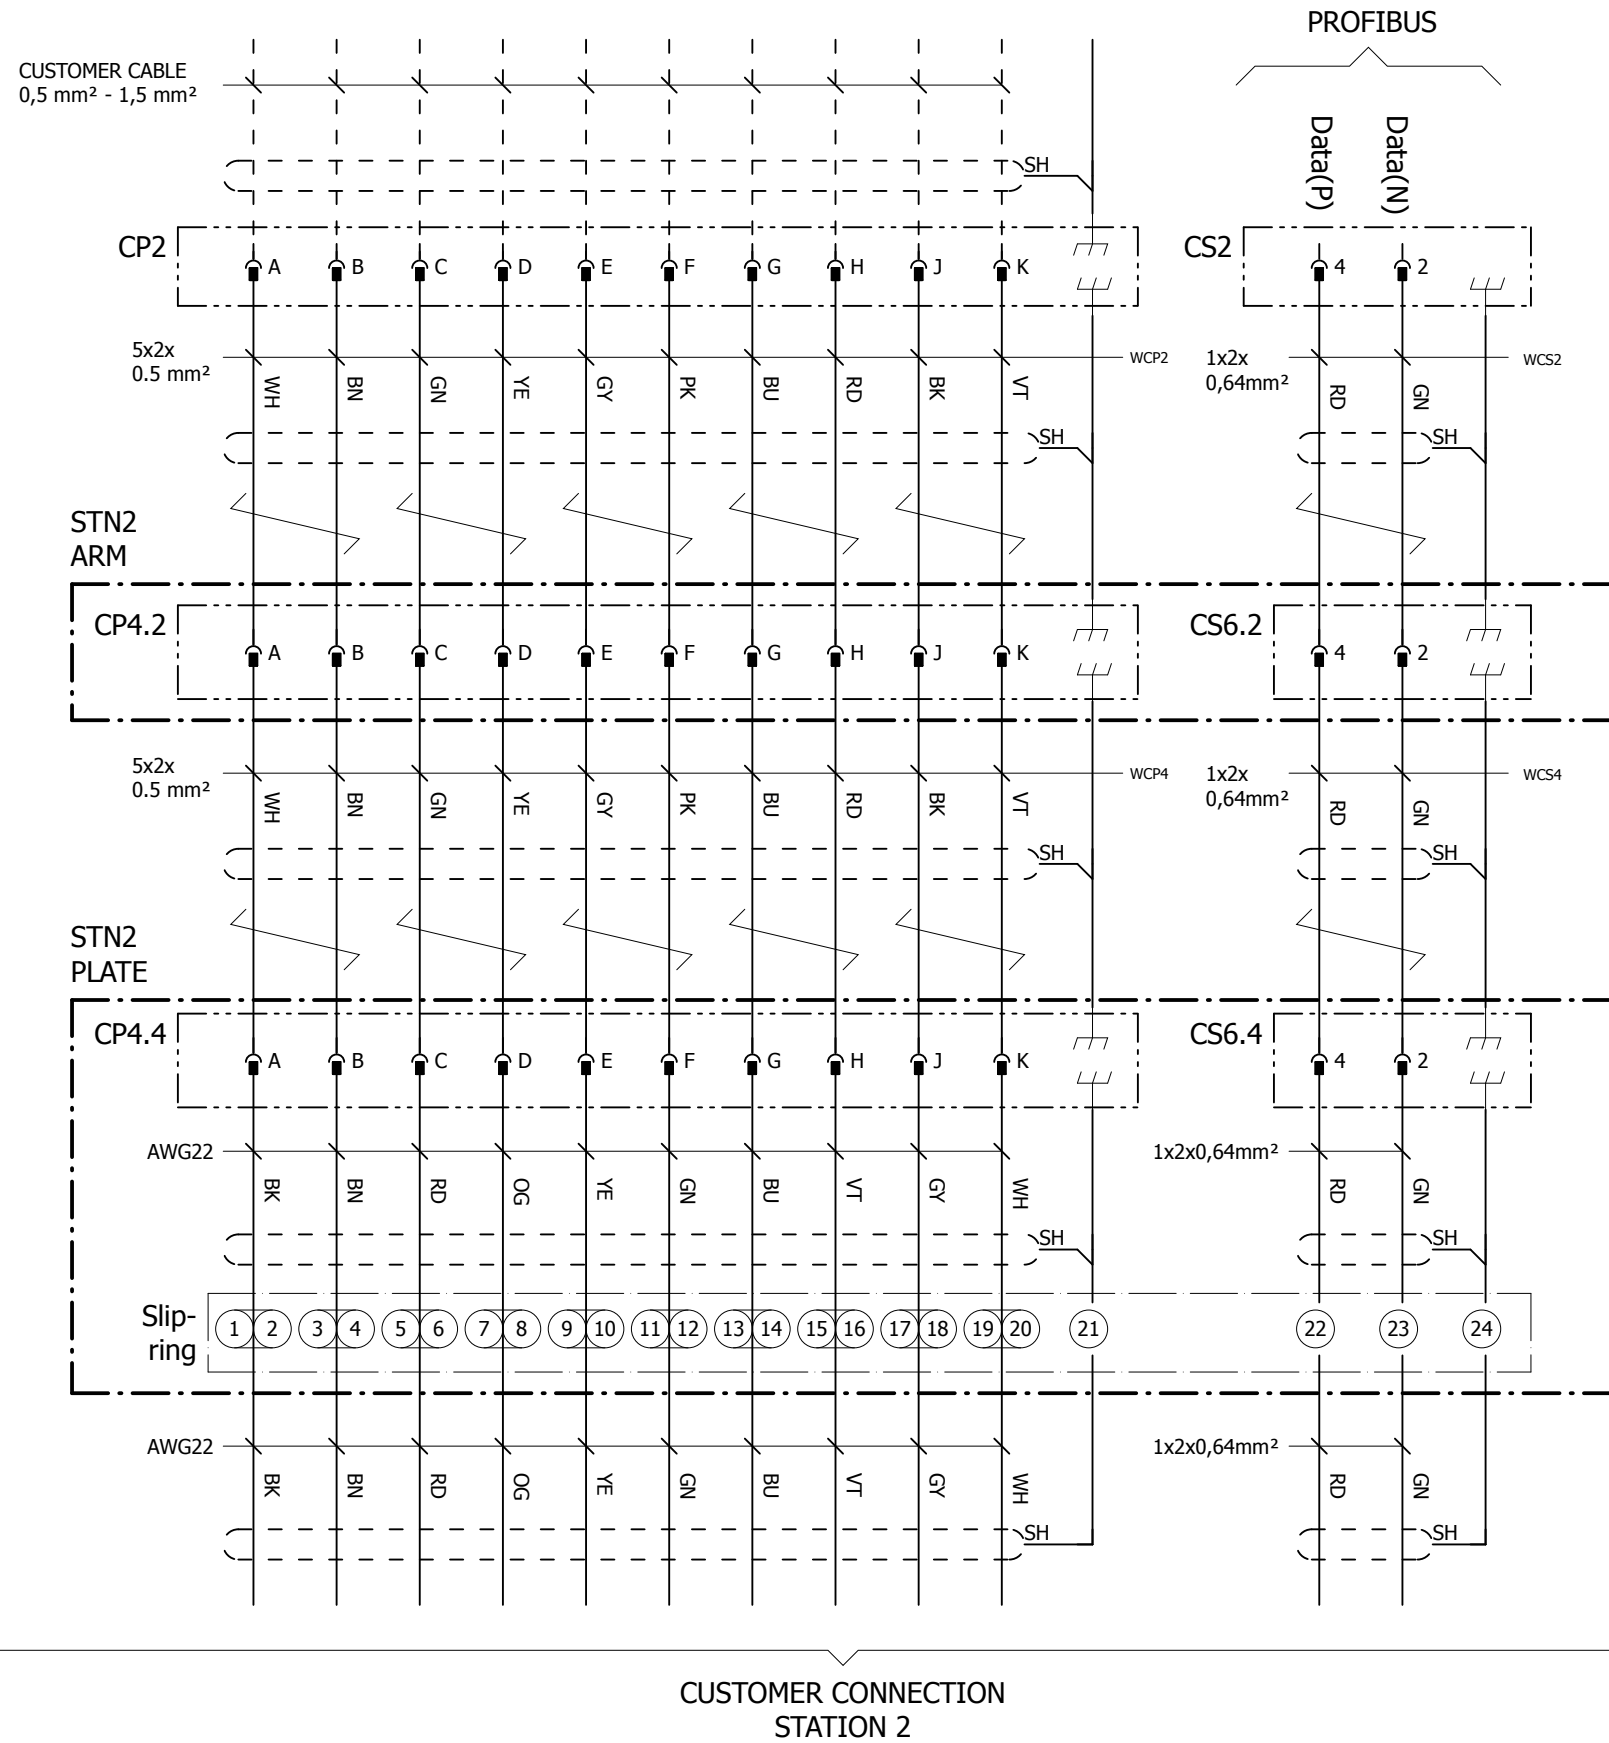 PROFIBUS
CUSTOMER CABLE
0,5 mm² - 1,5 mm²
Data(P)
Data(N)
SH
CP2
A B C D E F G H J K
CS2
4 2
5x2x
0.5 mm²
WCP2
1x2x
0,64mm²
WCS2
WH BN GN YE GY PK BU RD BK VT
RD GN
SH
SH
STN2
ARM
CP4.2
A B C D E F G H J K
CS6.2
4 2
5x2x
0.5 mm²
WCP4
1x2x
0,64mm²
WCS4
WH BN GN YE GY PK BU RD BK VT
RD GN
SH
SH
STN2
PLATE
CP4.4
A B C D E F G H J K
CS6.4
4 2
AWG22
1x2x0,64mm²
BK BN RD OG YE GN BU VT GY WH
RD GN
SH
SH
Slip-
ring
1 2 3 4 5 6 7 8 9 10 11 12 13 14 15 16 17 18 19 20 21 22 23 24
AWG22
1x2x0,64mm²
BK BN RD OG YE GN BU VT GY WH
RD GN
SH
SH
CUSTOMER CONNECTION
STATION 2